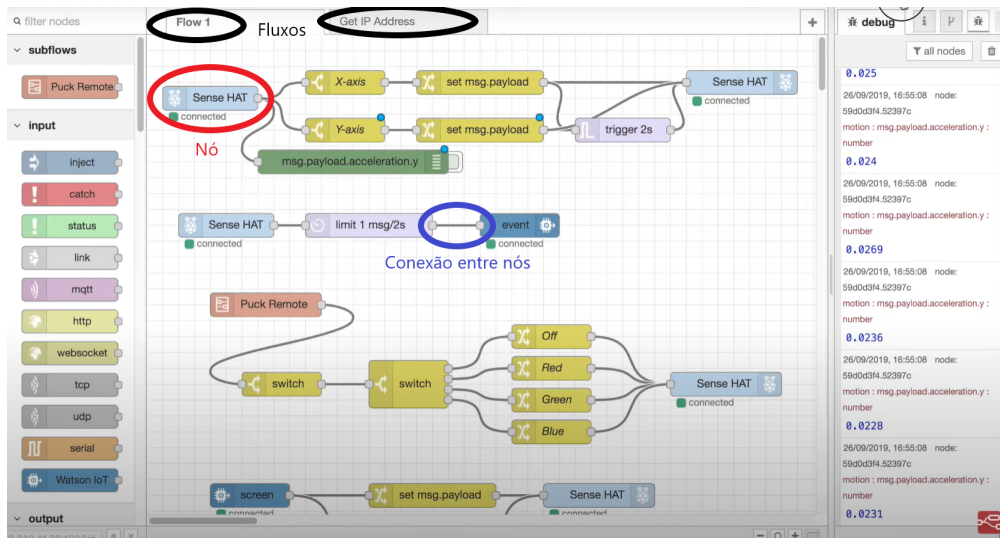 filter nodes
Flow 1
Fluxos
Get IP Address
debug
all nodes
subflows
Puck Remote
input
inject
catch
status
link
mqtt
http
websocket
tcp
udp
serial
Watson IoT
output
Sense HAT
connected
Nó
X-axis
set msg.payload
Sense HAT
connected
Y-axis
set msg.payload
trigger 2s
msg.payload.acceleration.y
Sense HAT
connected
limit 1 msg/2s
event
connected
Conexão entre nós
Puck Remote
switch
switch
Off
Red
Green
Blue
Sense HAT
connected
screen
connected
set msg.payload
Sense HAT
connected
0.025
26/09/2019, 16:55:08 node:
59d0d3f4.52397c
motion : msg.payload.acceleration.y :
number
0.024
26/09/2019, 16:55:08 node:
59d0d3f4.52397c
motion : msg.payload.acceleration.y :
number
0.0269
26/09/2019, 16:55:08 node:
59d0d3f4.52397c
motion : msg.payload.acceleration.y :
number
0.0236
26/09/2019, 16:55:08 node:
59d0d3f4.52397c
motion : msg.payload.acceleration.y :
number
0.0228
26/09/2019, 16:55:08 node:
59d0d3f4.52397c
motion : msg.payload.acceleration.y :
number
0.0231